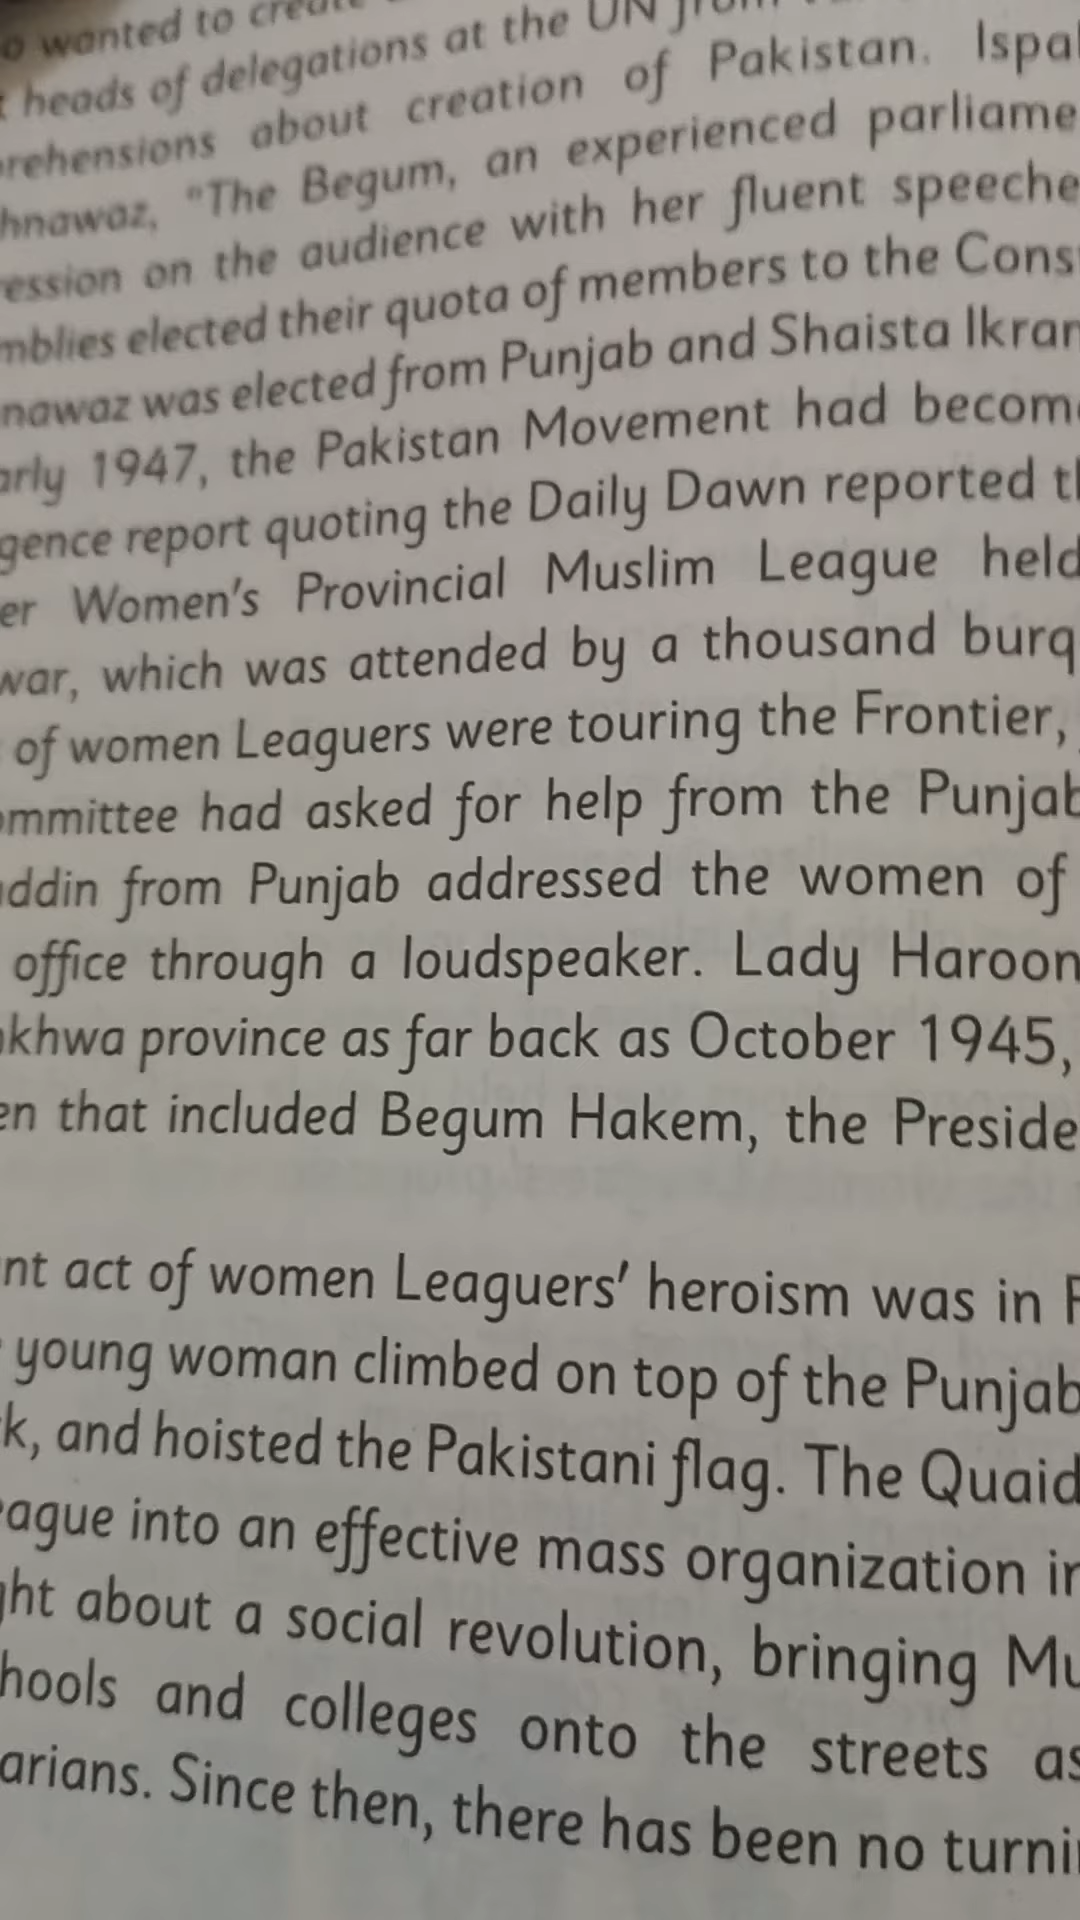 wanted to create
heads of delegations at the UN from
rehensions about creation of Pakistan. Ispal
hnawaz, "The Begum, an experienced parliame
ession on the audience with her fluent speeche
mblies elected their quota of members to the Cons
nawaz was elected from Punjab and Shaista Ikra
arly 1947, the Pakistan Movement had becom
gence report quoting the Daily Dawn reported t
er Women's Provincial Muslim League held
war, which was attended by a thousand burq
of women Leaguers were touring the Frontier,
ommittee had asked for help from the Punjab
ddin from Punjab addressed the women of
office through a loudspeaker. Lady Haroon
khwa province as far back as October 1945,
en that included Begum Hakem, the Preside
nt act of women Leaguers' heroism was in
young woman climbed on top of the Punjab
k, and hoisted the Pakistani flag. The Quaid
ague into an effective mass organization in
ght about a social revolution, bringing Mu
hools and colleges onto the streets as
arians. Since then, there has been no turni